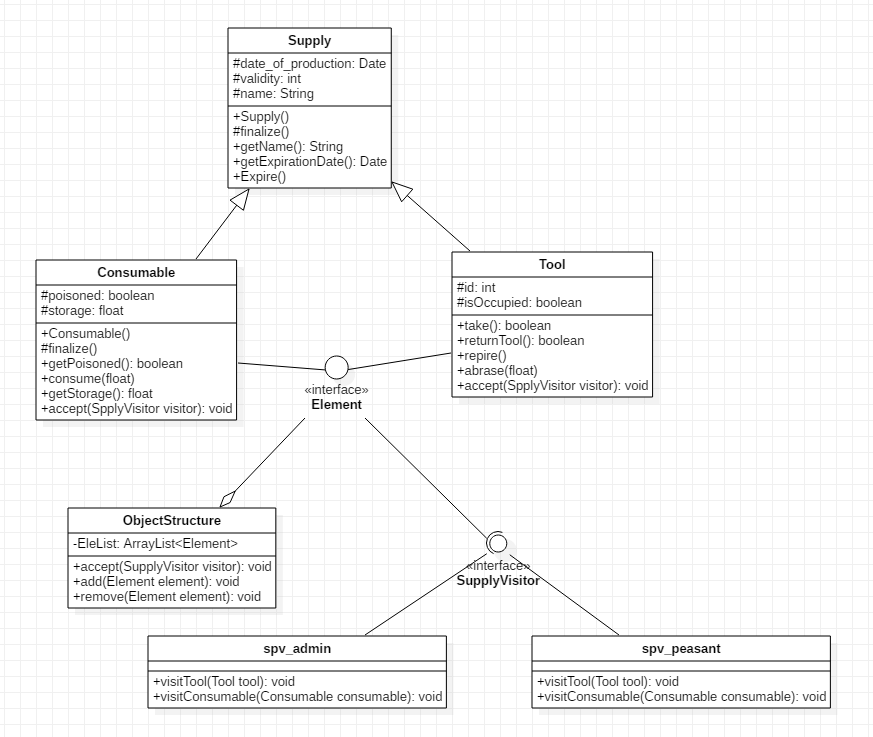 Supply
#date_of_production: Date
#validity: int
#name: String
+Supply()
#finalize()
+getName(): String
+getExpirationDate(): Date
+Expire()
Consumable
#poisoned: boolean
#storage: float
+Consumable()
#finalize()
+getPoisoned(): boolean
+consume(float)
+getStorage(): float
+accept(SpplyVisitor visitor): void
Tool
#id: int
#isOccupied: boolean
+take(): boolean
+returnTool(): boolean
+repire()
+abrase(float)
+accept(SpplyVisitor visitor): void
«interface»
Element
ObjectStructure
-EleList: ArrayList<Element>
+accept(SupplyVisitor visitor): void
+add(Element element): void
+remove(Element element): void
«interface»
SupplyVisitor
spv_admin
+visitTool(Tool tool): void
+visitConsumable(Consumable consumable): void
spv_peasant
+visitTool(Tool tool): void
+visitConsumable(Consumable consumable): void